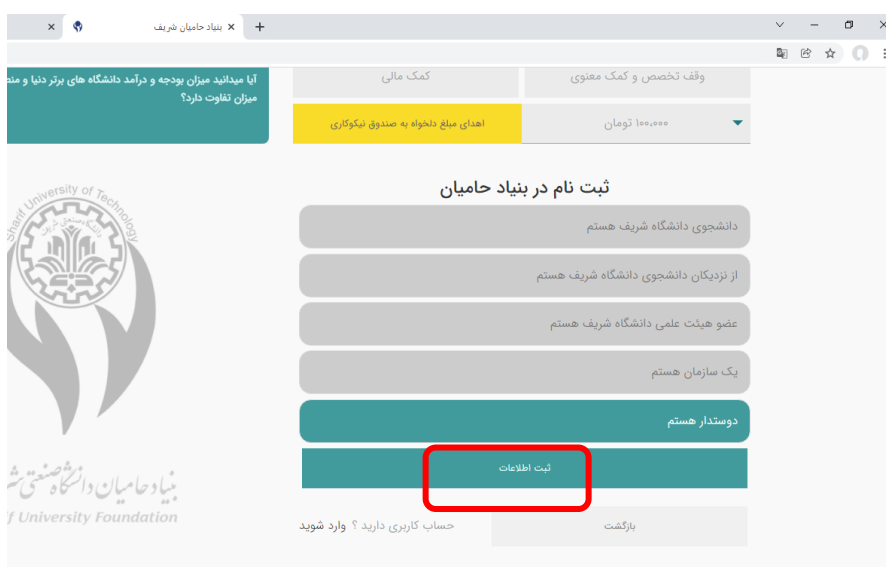 بنیاد حامیان شریف
آیا میدانید میزان بودجه و درآمد دانشگاه های برتر دنیا و
میزان تفاوت دارد؟
وقف تخصص و کمک معنوی
کمک مالی
۱۰۰،۰۰۰ تومان
اهدای مبلغ دلخواه به صندوق نیکوکاری
ثبت نام در بنیاد حامیان
دانشجوی دانشگاه شریف هستم
از نزدیکان دانشجوی دانشگاه شریف هستم
عضو هیئت علمی دانشگاه شریف هستم
یک سازمان هستم
دوستدار هستم
ثبت اطلاعات
بازگشت
حساب کاربری دارید ؟ وارد شوید
Sharif University of Technology
دانشگاه صنعتی شریف
بنیاد حامیان دانشگاه صنعتی
f University Foundation